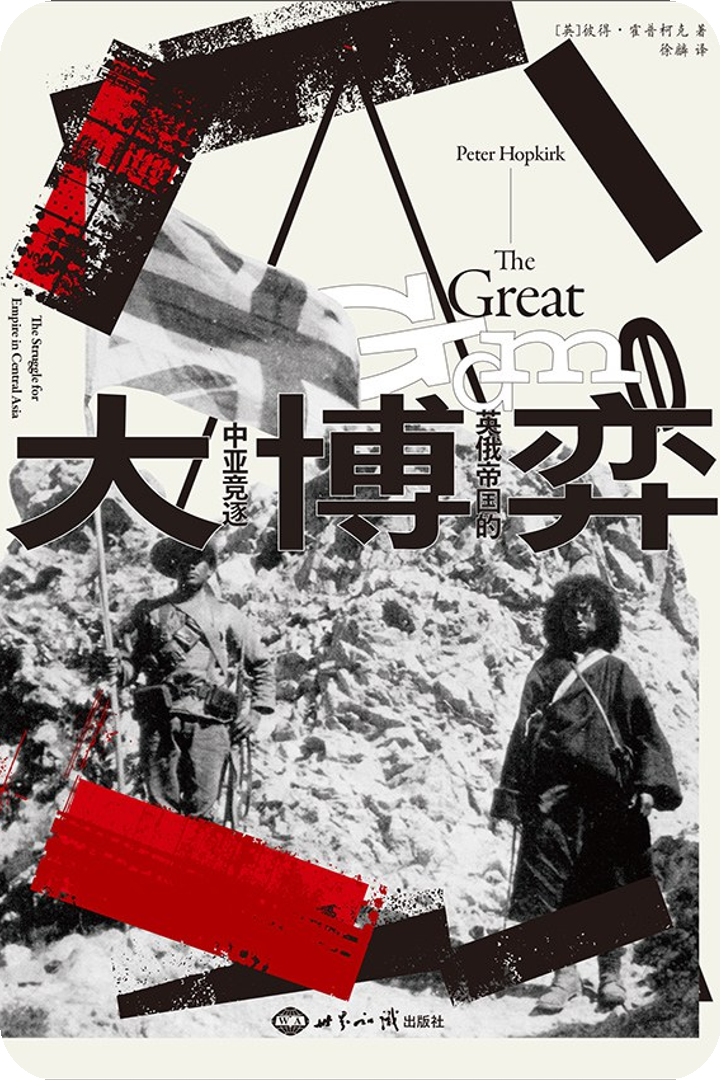 [英]彼得·霍普柯克 著
徐麟 译
Peter Hopkirk
The
Great
Game
The Struggle for
Empire in Central Asia
大博弈
英俄帝国的
中亚竞逐
WA
世界知识出版社